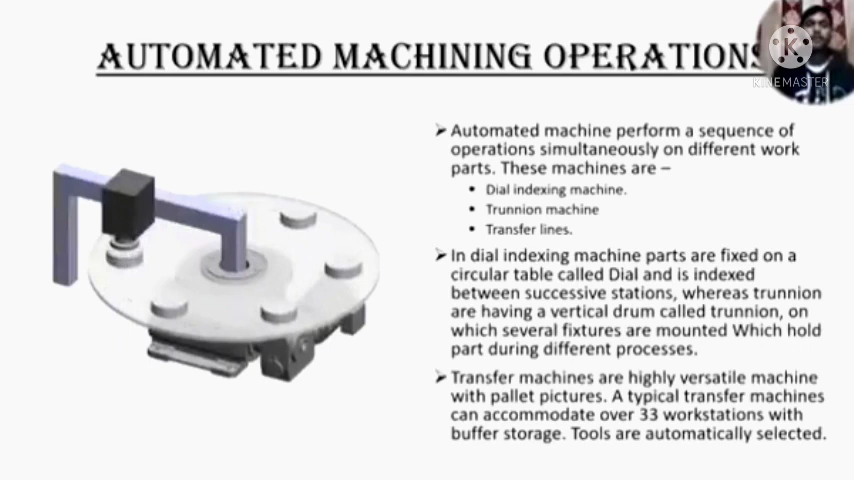 AUTOMATED MACHINING OPERATIONS
K
KINEMASTER
➢ Automated machine perform a sequence of
operations simultaneously on different work
parts. These machines are –
• Dial indexing machine.
• Trunnion machine
• Transfer lines.
➢ In dial indexing machine parts are fixed on a
circular table called Dial and is indexed
between successive stations, whereas trunnion
are having a vertical drum called trunnion, on
which several fixtures are mounted Which hold
part during different processes.
➢ Transfer machines are highly versatile machine
with pallet pictures. A typical transfer machines
can accommodate over 33 workstations with
buffer storage. Tools are automatically selected.